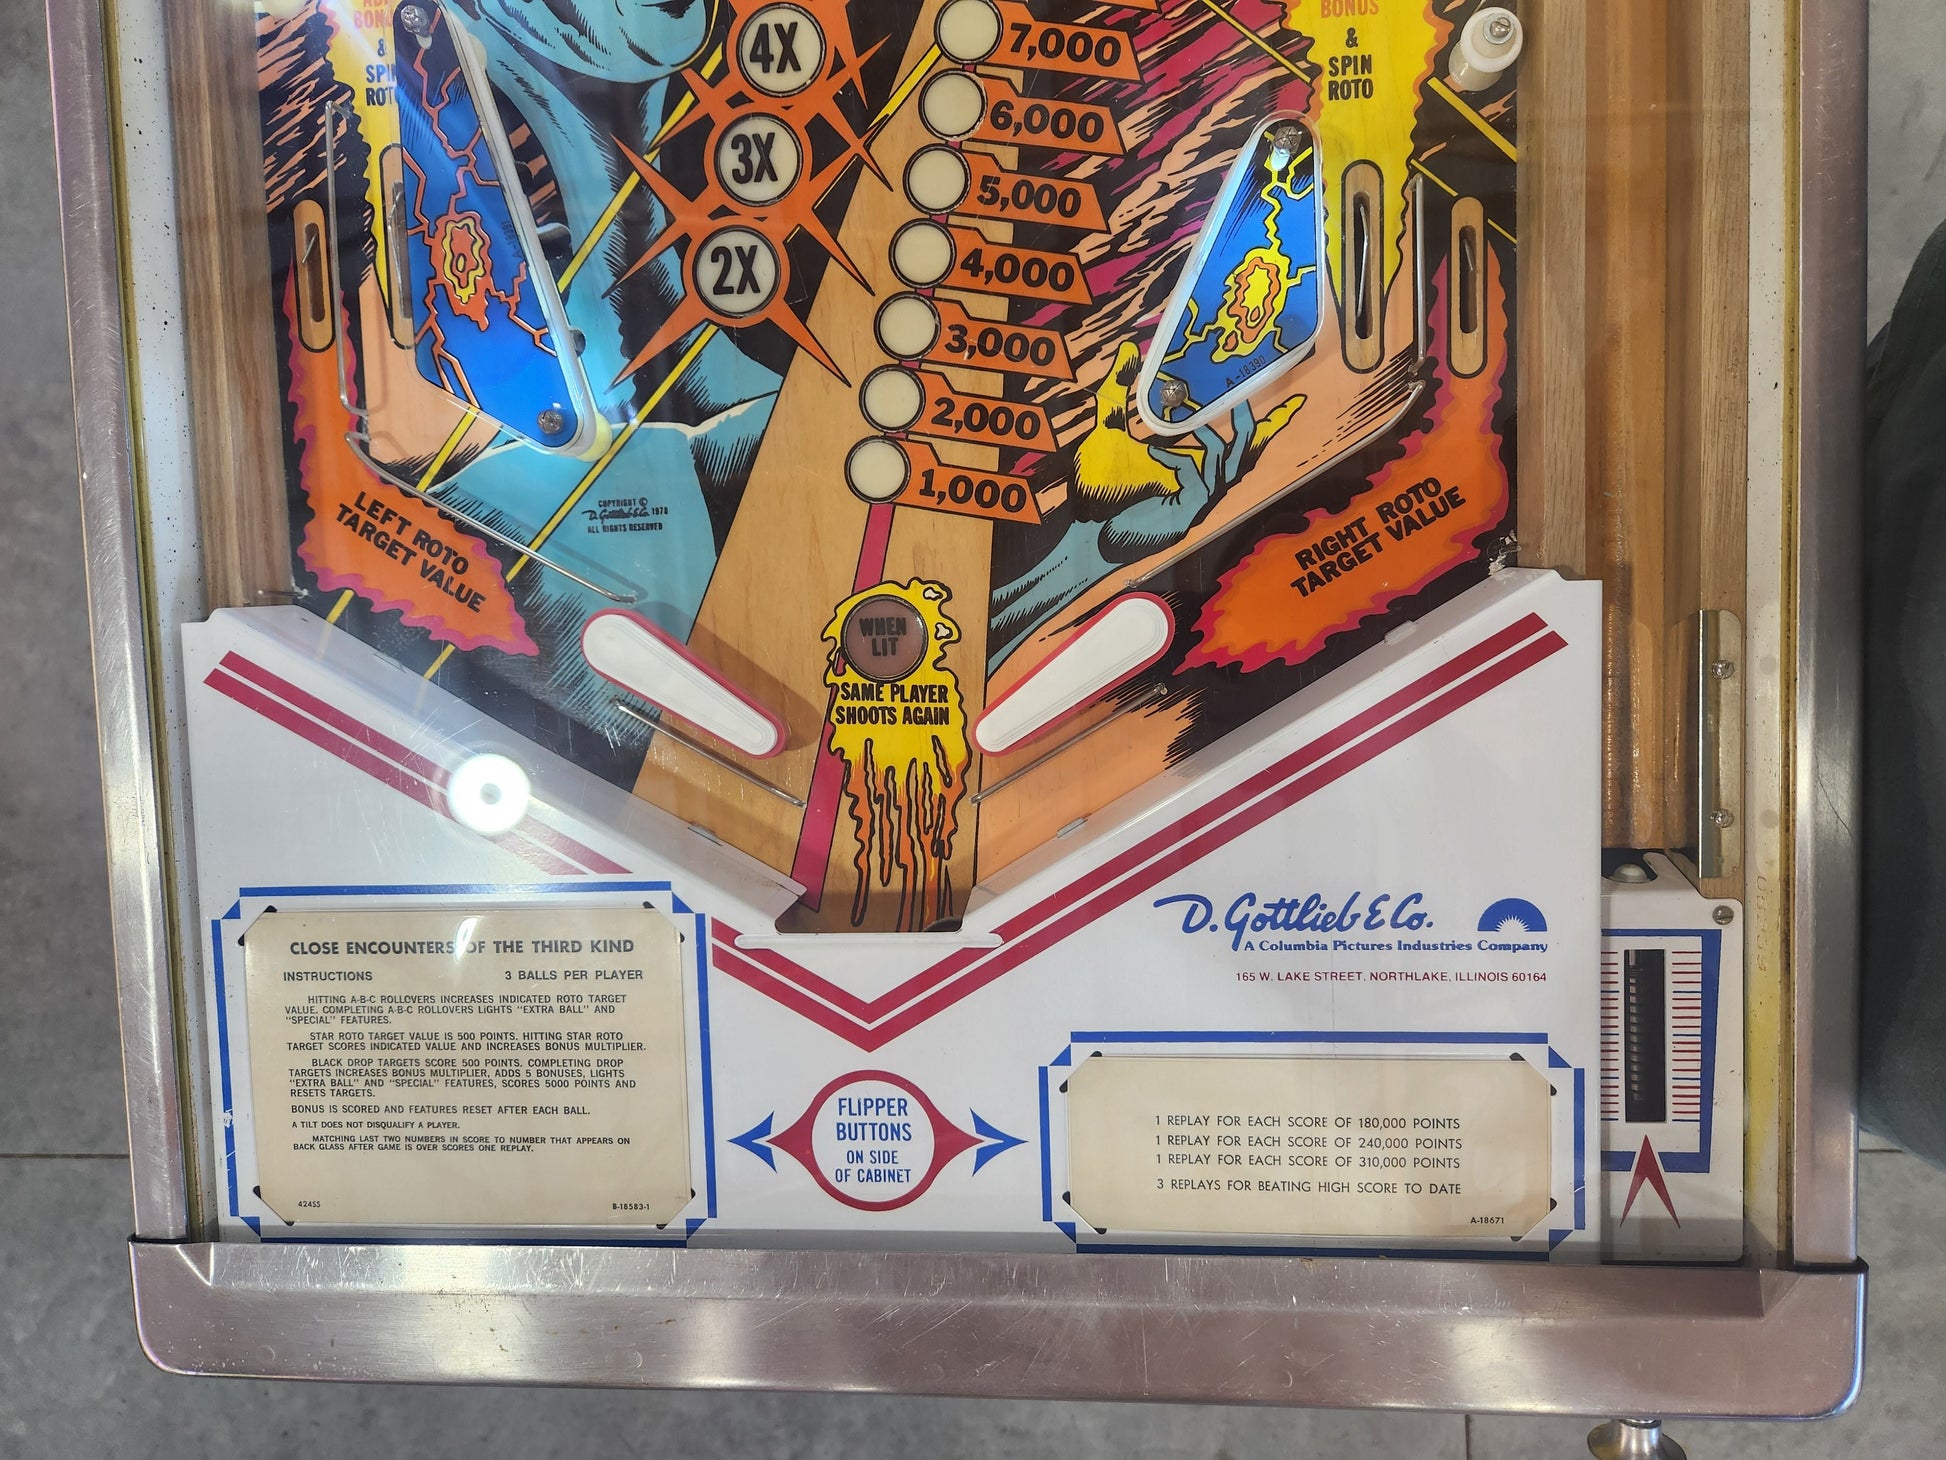 BONUS
&
SPIN
ROTO
4X
3X
2X
7,000
6,000
5,000
4,000
3,000
2,000
1,000
BONUS
&
SPIN
ROTO
A-18390
LEFT ROTO
TARGET VALUE
COPYRIGHT ©
D. Gottlieb & Co. 1978
ALL RIGHTS RESERVED
RIGHT ROTO
TARGET VALUE
WHEN
LIT
SAME PLAYER
SHOOTS AGAIN
D. Gottlieb & Co.
A Columbia Pictures Industries Company
165 W. LAKE STREET, NORTHLAKE, ILLINOIS 60164
CLOSE ENCOUNTERS OF THE THIRD KIND
INSTRUCTIONS 3 BALLS PER PLAYER
HITTING A-B-C ROLLOVERS INCREASES INDICATED ROTO TARGET
VALUE. COMPLETING A-B-C ROLLOVERS LIGHTS "EXTRA BALL" AND
"SPECIAL" FEATURES.
STAR ROTO TARGET VALUE IS 500 POINTS. HITTING STAR ROTO
TARGET SCORES INDICATED VALUE AND INCREASES BONUS MULTIPLIER.
BLACK DROP TARGETS SCORE 500 POINTS. COMPLETING DROP
TARGETS INCREASES BONUS MULTIPLIER, ADDS 5 BONUSES, LIGHTS
"EXTRA BALL" AND "SPECIAL" FEATURES, SCORES 5000 POINTS AND
RESETS TARGETS.
BONUS IS SCORED AND FEATURES RESET AFTER EACH BALL.
A TILT DOES NOT DISQUALIFY A PLAYER.
MATCHING LAST TWO NUMBERS IN SCORE TO NUMBER THAT APPEARS ON
BACK GLASS AFTER GAME IS OVER SCORES ONE REPLAY.
424SS B-18583-1
FLIPPER
BUTTONS
ON SIDE
OF CABINET
1 REPLAY FOR EACH SCORE OF 180,000 POINTS
1 REPLAY FOR EACH SCORE OF 240,000 POINTS
1 REPLAY FOR EACH SCORE OF 310,000 POINTS
3 REPLAYS FOR BEATING HIGH SCORE TO DATE
A-18671